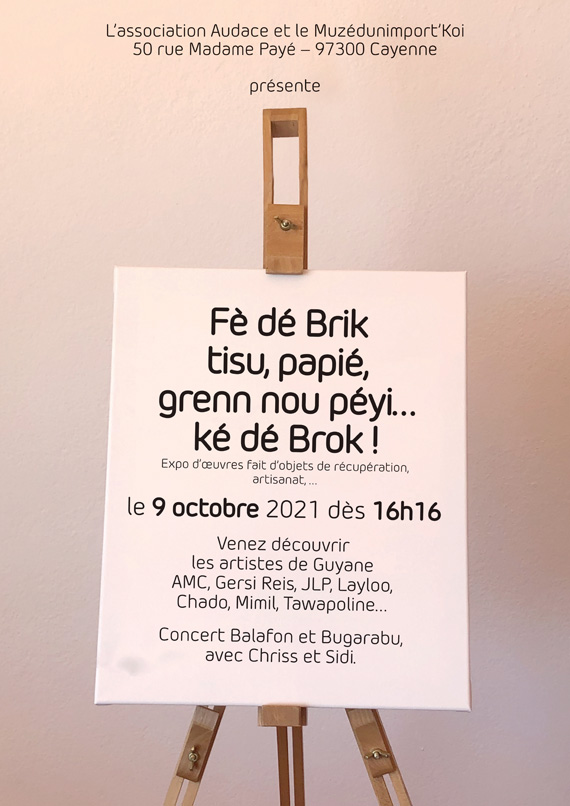 L'association Audace et le Muzédunimport'Koi
50 rue Madame Payé – 97300 Cayenne
présente
Fè dé Brik
tisu, papié,
grenn nou péyi...
ké dé Brok !
Expo d'œuvres fait d'objets de récupération,
artisanat, ...
le 9 octobre 2021 dès 16h16
Venez découvrir
les artistes de Guyane
AMC, Gersi Reis, JLP, Layloo,
Chado, Mimil, Tawapoline...
Concert Balafon et Bugarabu,
avec Chriss et Sidi.